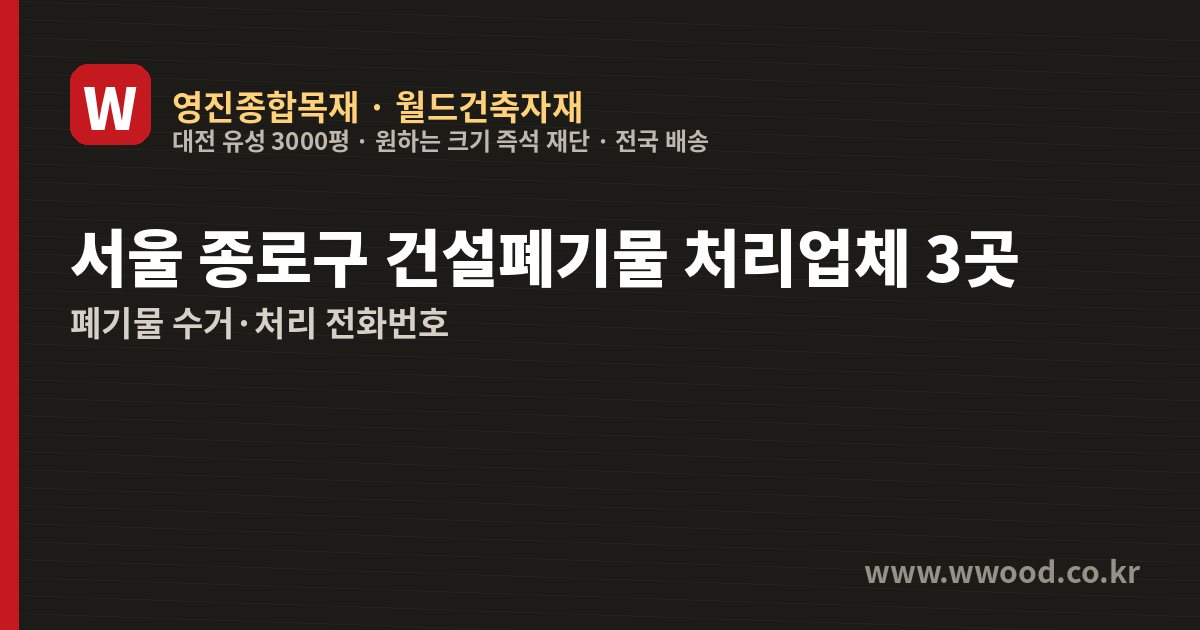 W
영진종합목재 · 월드건축자재
대전 유성 3000평 · 원하는 크기 즉석 재단 · 전국 배송
서울 종로구 건설폐기물 처리업체 3곳
폐기물 수거·처리 전화번호
www.wwood.co.kr